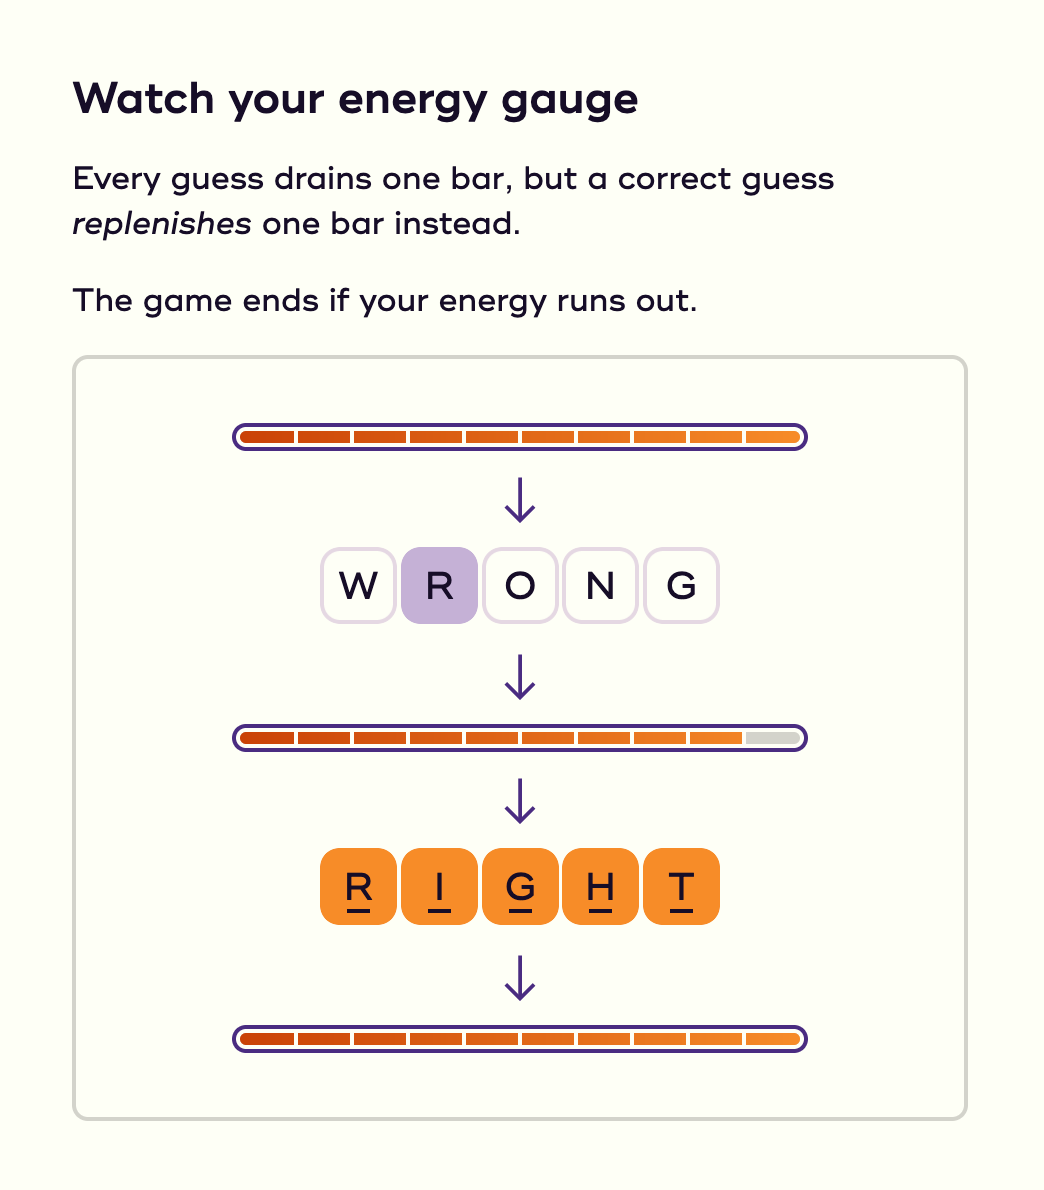 Watch your energy gauge
Every guess drains one bar, but a correct guess
replenishes one bar instead.
The game ends if your energy runs out.
W R O N G
R I G H T